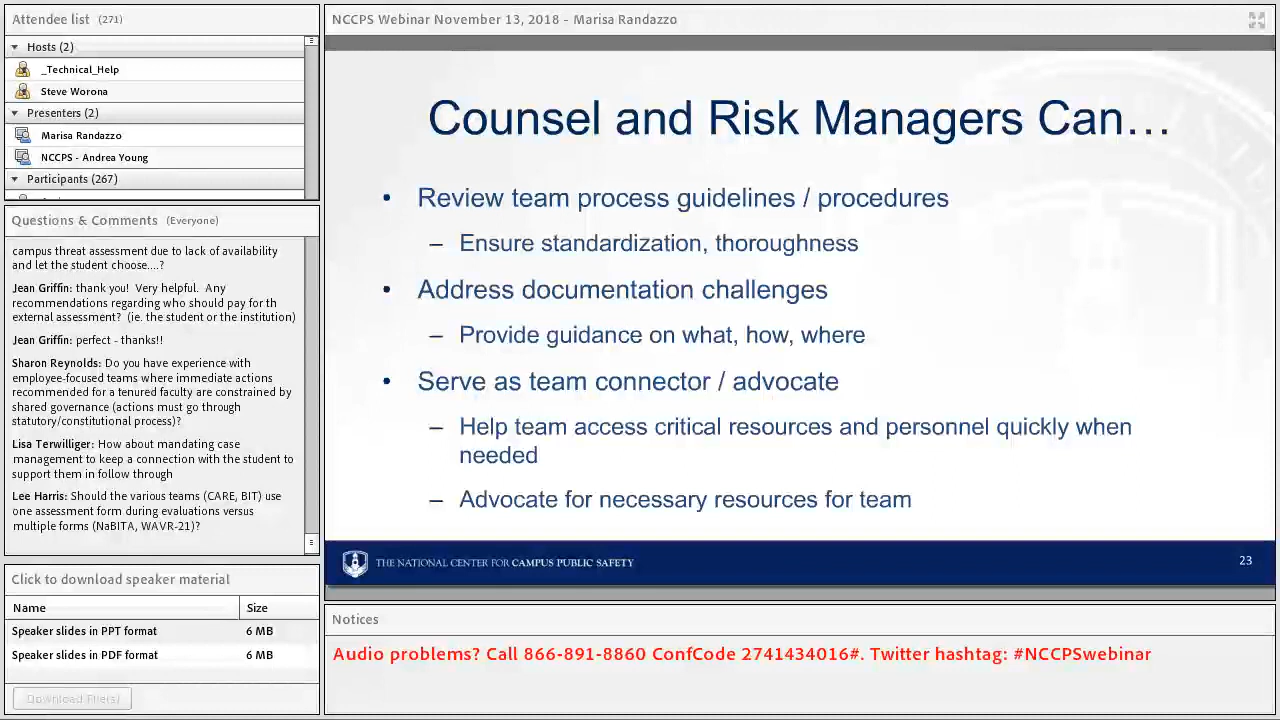 Attendee list (271)
Hosts (2)
_Technical_Help
Steve Worona
Presenters (2)
Marisa Randazzo
NCCPS - Andrea Young
Participants (267)
Questions & Comments (Everyone)
campus threat assessment due to lack of availability
and let the student choose....?
Jean Griffin: thank you! Very helpful. Any
recommendations regarding who should pay for th
external assessment? (ie. the student or the institution)
Jean Griffin: perfect - thanks!!
Sharon Reynolds: Do you have experience with
employee-focused teams where immediate actions
recommended for a tenured faculty are constrained by
shared governance (actions must go through
statutory/constitutional process)?
Lisa Terwilliger: How about mandating case
management to keep a connection with the student to
support them in follow through
Lee Harris: Should the various teams (CARE, BIT) use
one assessment form during evaluations versus
multiple forms (NaBITA, WAVR-21)?
Click to download speaker material
Name Size
Speaker slides in PPT format 6 MB
Speaker slides in PDF format 6 MB
Download File(s)
NCCPS Webinar November 13, 2018 - Marisa Randazzo
Counsel and Risk Managers Can…
• Review team process guidelines / procedures
– Ensure standardization, thoroughness
• Address documentation challenges
– Provide guidance on what, how, where
• Serve as team connector / advocate
– Help team access critical resources and personnel quickly when
needed
– Advocate for necessary resources for team
THE NATIONAL CENTER FOR CAMPUS PUBLIC SAFETY
23
Notices
Audio problems? Call 866-891-8860 ConfCode 2741434016#. Twitter hashtag: #NCCPSwebinar